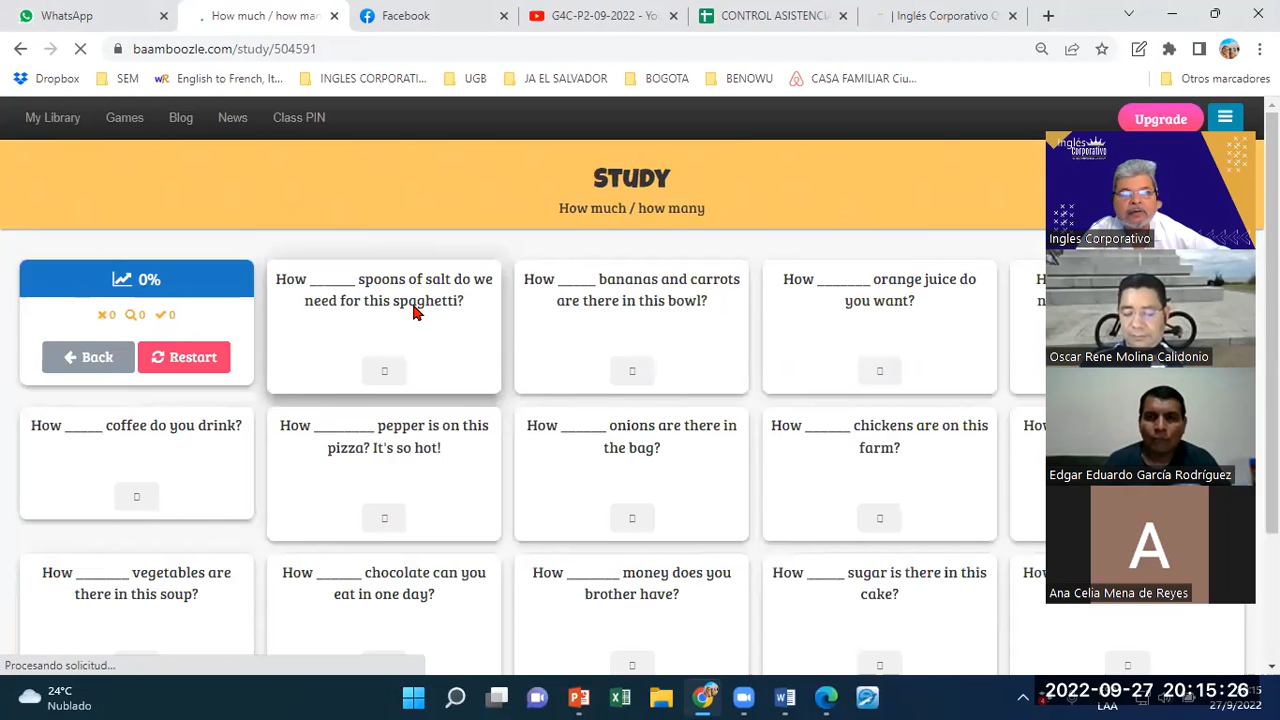 WhatsApp
How much / how man
Facebook
G4C-P2-09-2022 - Yo
CONTROL ASISTENCIA
| Inglés Corporativo
baamboozle.com/study/504591
Dropbox
SEM
English to French, It...
INGLES CORPORATI...
UGB
JA EL SALVADOR
BOGOTA
BENOWU
CASA FAMILIAR Ciu...
Otros marcadores
My Library
Games
Blog
News
Class PIN
Upgrade
STUDY
How much / how many
Inglés
Corporativo
Ingles Corporativo
0%
0 0 0
Back
Restart
How ______ spoons of salt do we
need for this spaghetti?
How _____ bananas and carrots
are there in this bowl?
How _______ orange juice do
you want?
Oscar Rene Molina Calidonio
How _____ coffee do you drink?
How ________ pepper is on this
pizza? It's so hot!
How ______ onions are there in
the bag?
How ______ chickens are on this
farm?
Edgar Eduardo García Rodríguez
A
Ana Celia Mena de Reyes
How _______ vegetables are
there in this soup?
How ______ chocolate can you
eat in one day?
How _______ money does you
brother have?
How _____ sugar is there in this
cake?
Procesando solicitud...
24°C
Nublado
2022-09-27 20:15:26
LAA
27/9/2022